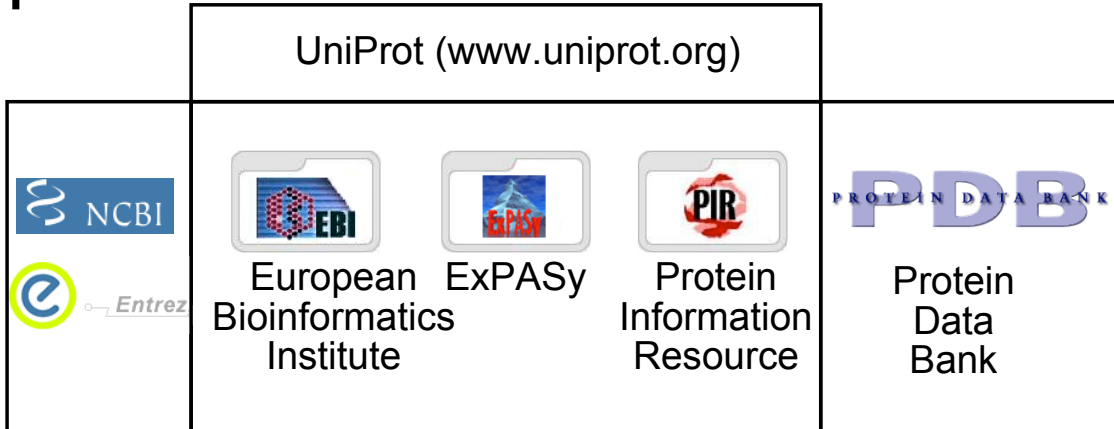 UniProt (www.uniprot.org)
NCBI
e Entrez
EBI
European
Bioinformatics
Institute
ExPASy
ExPASy
PIR
Protein
Information
Resource
PDB
PROTEIN DATA BANK
Protein
Data
Bank